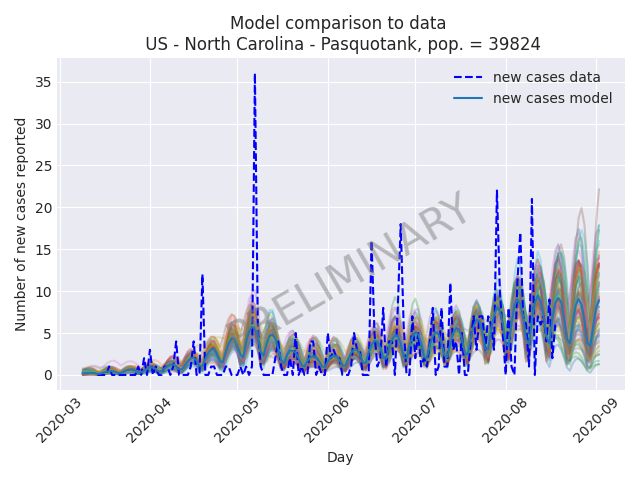 Model comparison to data
US - North Carolina - Pasquotank, pop. = 39824
Number of new cases reported
35
30
25
20
15
10
5
0
new cases data
new cases model
PRELIMINARY
2020-03
2020-04
2020-05
2020-06
2020-07
2020-08
2020-09
Day